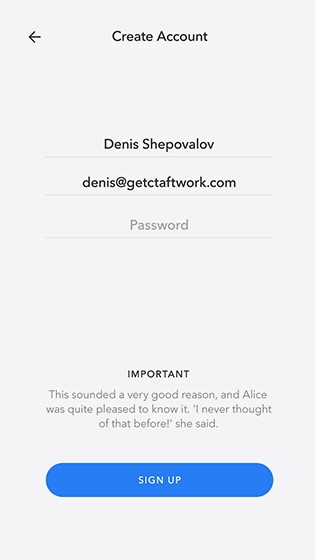 Create Account
Denis Shepovalov
denis@getctaftwork.com
Password
IMPORTANT
This sounded a very good reason, and Alice
was quite pleased to know it. 'I never thought
of that before!' she said.
SIGN UP